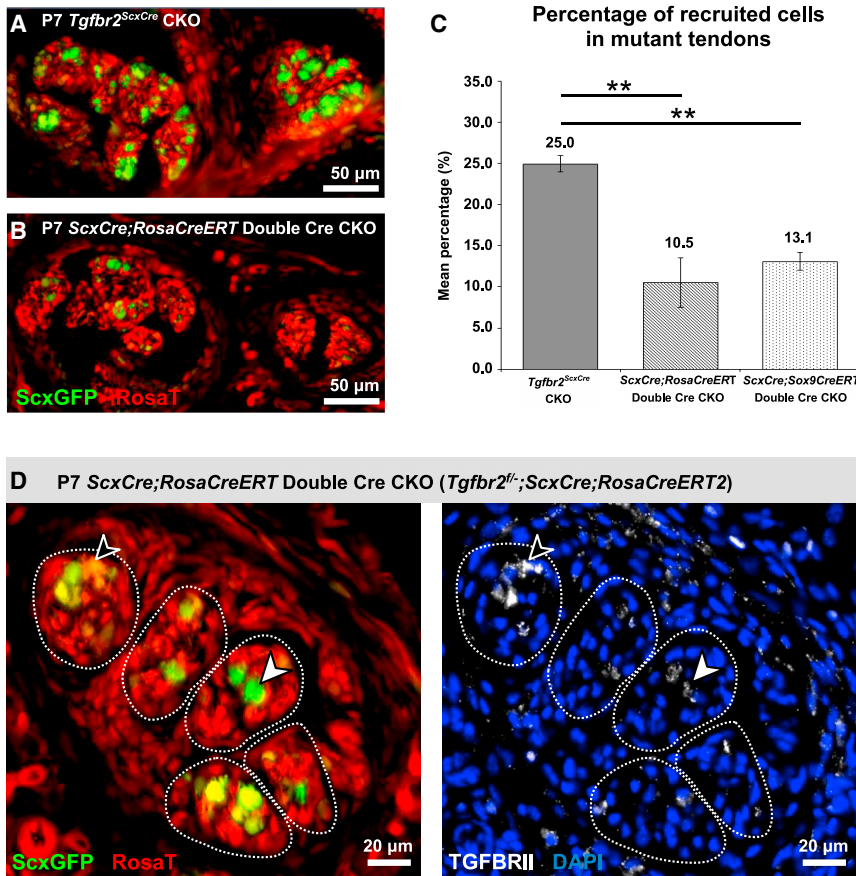 A P7 Tgfbr2ScxCre CKO
50 µm
B P7 ScxCre;RosaCreERT Double Cre CKO
ScxGFP RosaT
50 µm
C Percentage of recruited cells
in mutant tendons
Mean percentage (%)
35.0
30.0
25.0
20.0
15.0
10.0
5.0
0.0
**
**
25.0
10.5
13.1
Tgfbr2ScxCre
CKO
ScxCre;RosaCreERT
Double Cre CKO
ScxCre;Sox9CreERT
Double Cre CKO
D P7 ScxCre;RosaCreERT Double Cre CKO (Tgfbr2f/-;ScxCre;RosaCreERT2)
ScxGFP RosaT
20 µm
TGFBRII DAPI
20 µm